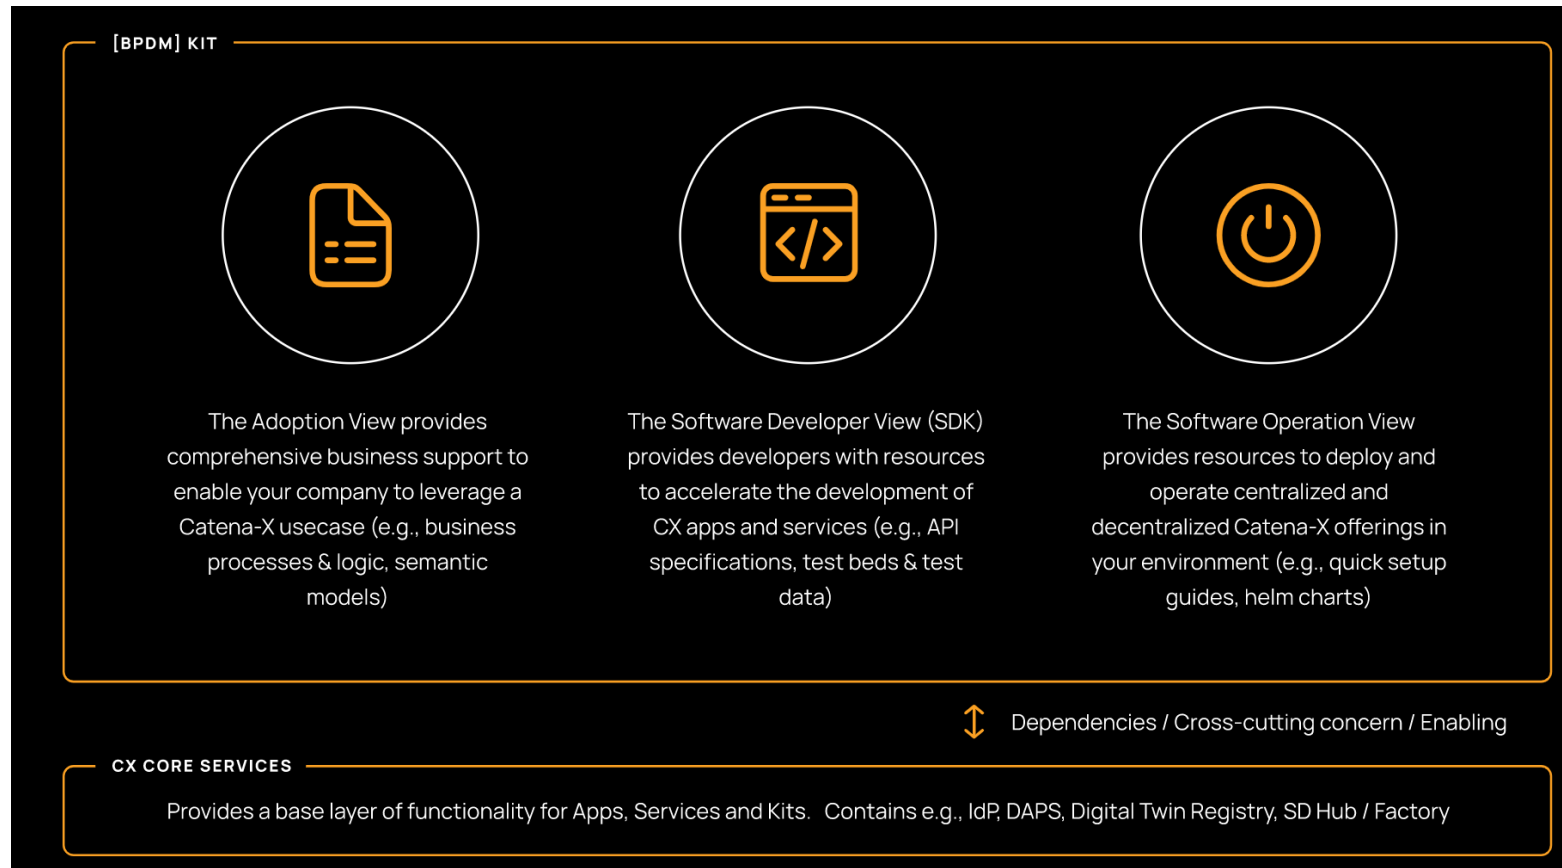 [BPDM] KIT
The Adoption View provides
comprehensive business support to
enable your company to leverage a
Catena-X usecase (e.g., business
processes & logic, semantic
models)
The Software Developer View (SDK)
provides developers with resources
to accelerate the development of
CX apps and services (e.g., API
specifications, test beds & test
data)
The Software Operation View
provides resources to deploy and
operate centralized and
decentralized Catena-X offerings in
your environment (e.g., quick setup
guides, helm charts)
Dependencies / Cross-cutting concern / Enabling
CX CORE SERVICES
Provides a base layer of functionality for Apps, Services and Kits. Contains e.g., IdP, DAPS, Digital Twin Registry, SD Hub / Factory